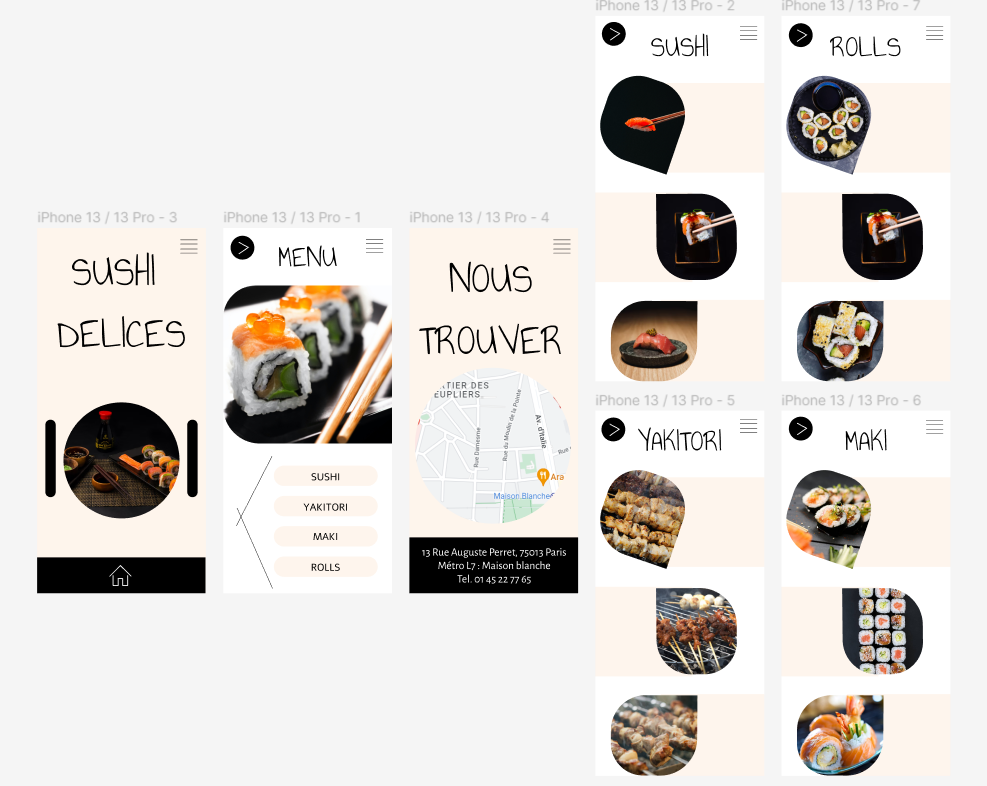 iPhone 13 / 13 Pro - 2
SUSHI
iPhone 13 / 13 Pro - 7
ROLLS
iPhone 13 / 13 Pro - 3
SUSHI
DELICES
iPhone 13 / 13 Pro - 1
MENU
SUSHI
YAKITORI
MAKI
ROLLS
iPhone 13 / 13 Pro - 4
NOUS
TROUVER
RTIER DES
EUPLIERS
Rue Damesme
Rue du Moulin de la Pointe
Av. d'Italie
Rue
Ara
Maison Blanche
13 Rue Auguste Perret, 75013 Paris
Métro L7 : Maison blanche
Tel. 01 45 22 77 65
iPhone 13 / 13 Pro - 5
YAKITORI
iPhone 13 / 13 Pro - 6
MAKI